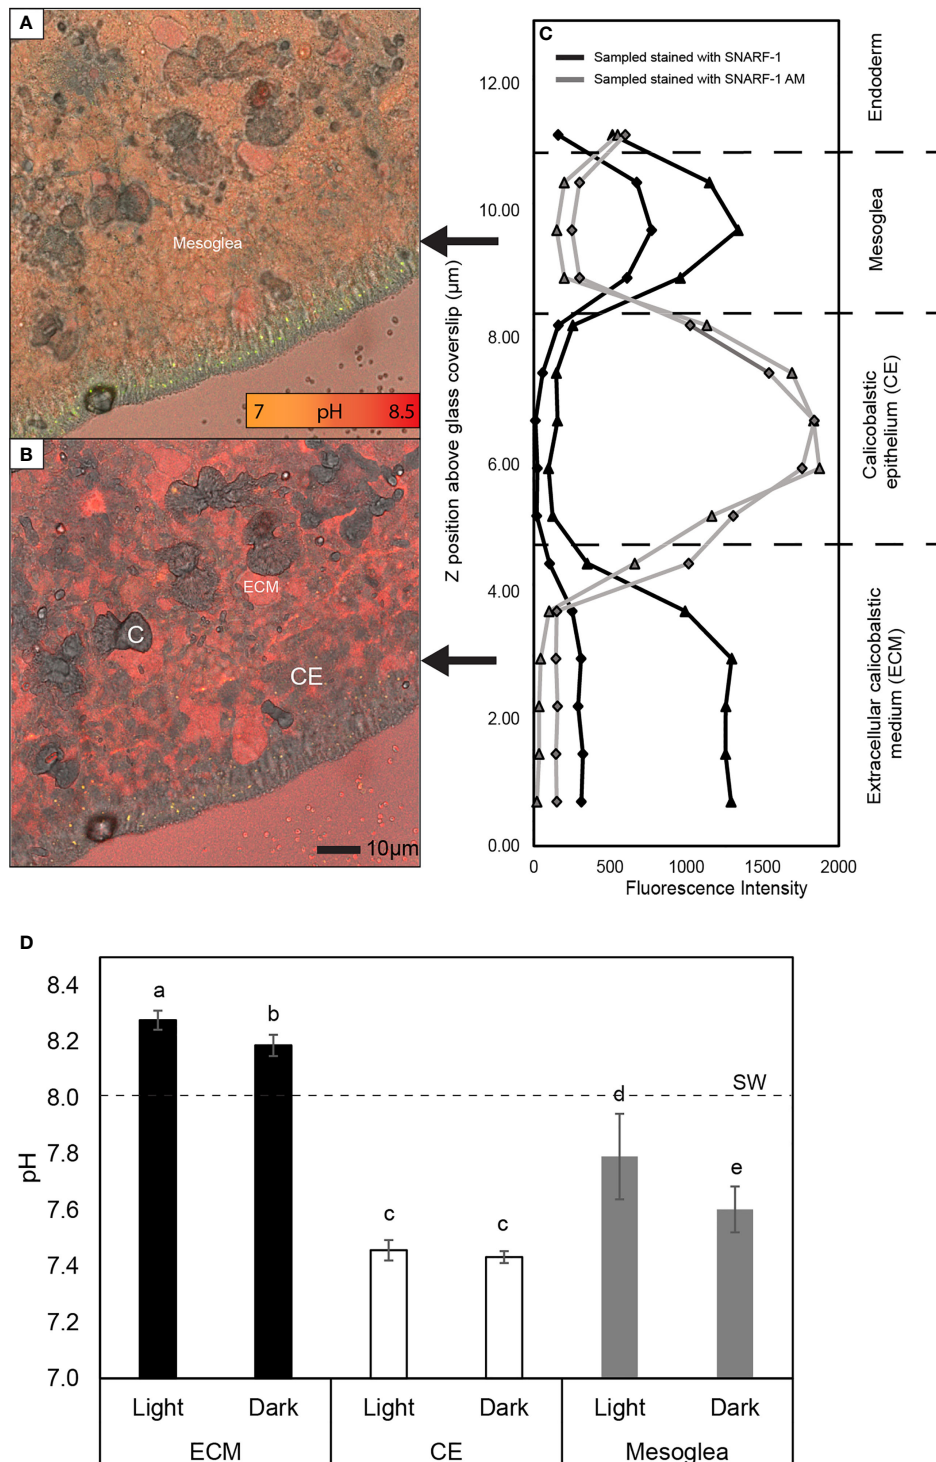 A
Mesoglea
7 pH 8.5
B
ECM
C
CE
10µm
C
Sampled stained with SNARF-1
Sampled stained with SNARF-1 AM
12.00
10.00
8.00
6.00
4.00
2.00
0.00
Z position above glass coverslip (µm)
0 500 1000 1500 2000
Fluorescence Intensity
Endoderm
Mesoglea
Calicobalstic
epithelium (CE)
Extracellular calicobalstic
medium (ECM)
D
8.4
8.2
8.0
7.8
7.6
7.4
7.2
7.0
pH
a
b
c
c
d
e
SW
Light Dark Light Dark Light Dark
ECM CE Mesoglea